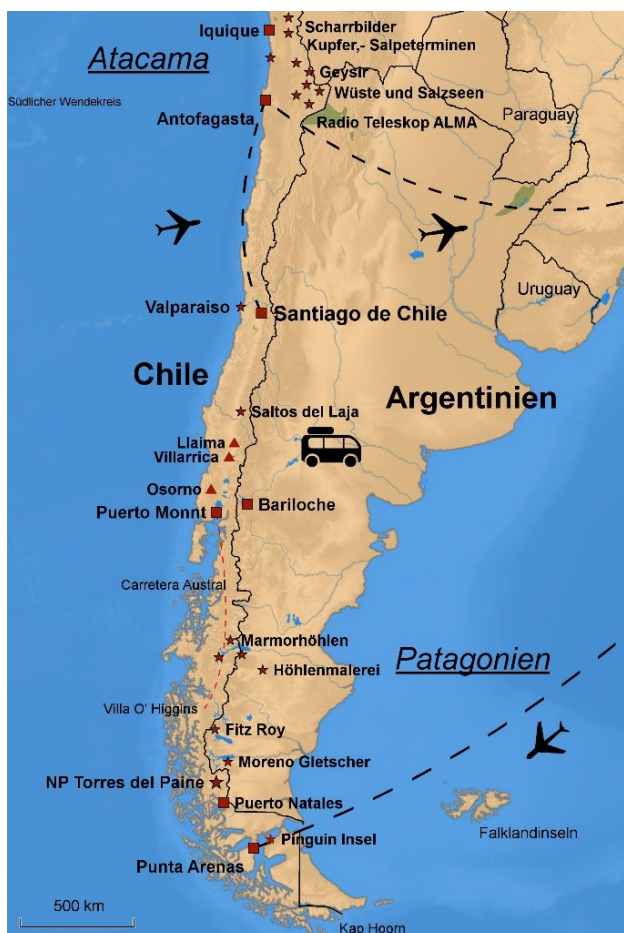 Iquique
Scharrbilder
Kupfer,- Salpeterminen
Atacama
Geysir
Wüste und Salzseen
Südlicher Wendekreis
Antofagasta
Radio Teleskop ALMA
Paraguay
Uruguay
Valparaiso
Santiago de Chile
Chile
Argentinien
Saltos del Laja
Llaima
Villarrica
Osorno
Bariloche
Puerto Monnt
Carretera Austral
Marmorhöhlen
Patagonien
Höhlenmalerei
Villa O' Higgins
Fitz Roy
Moreno Gletscher
NP Torres del Paine
Puerto Natales
Falklandinseln
Pinguin Insel
Punta Arenas
500 km
Kap Hoorn